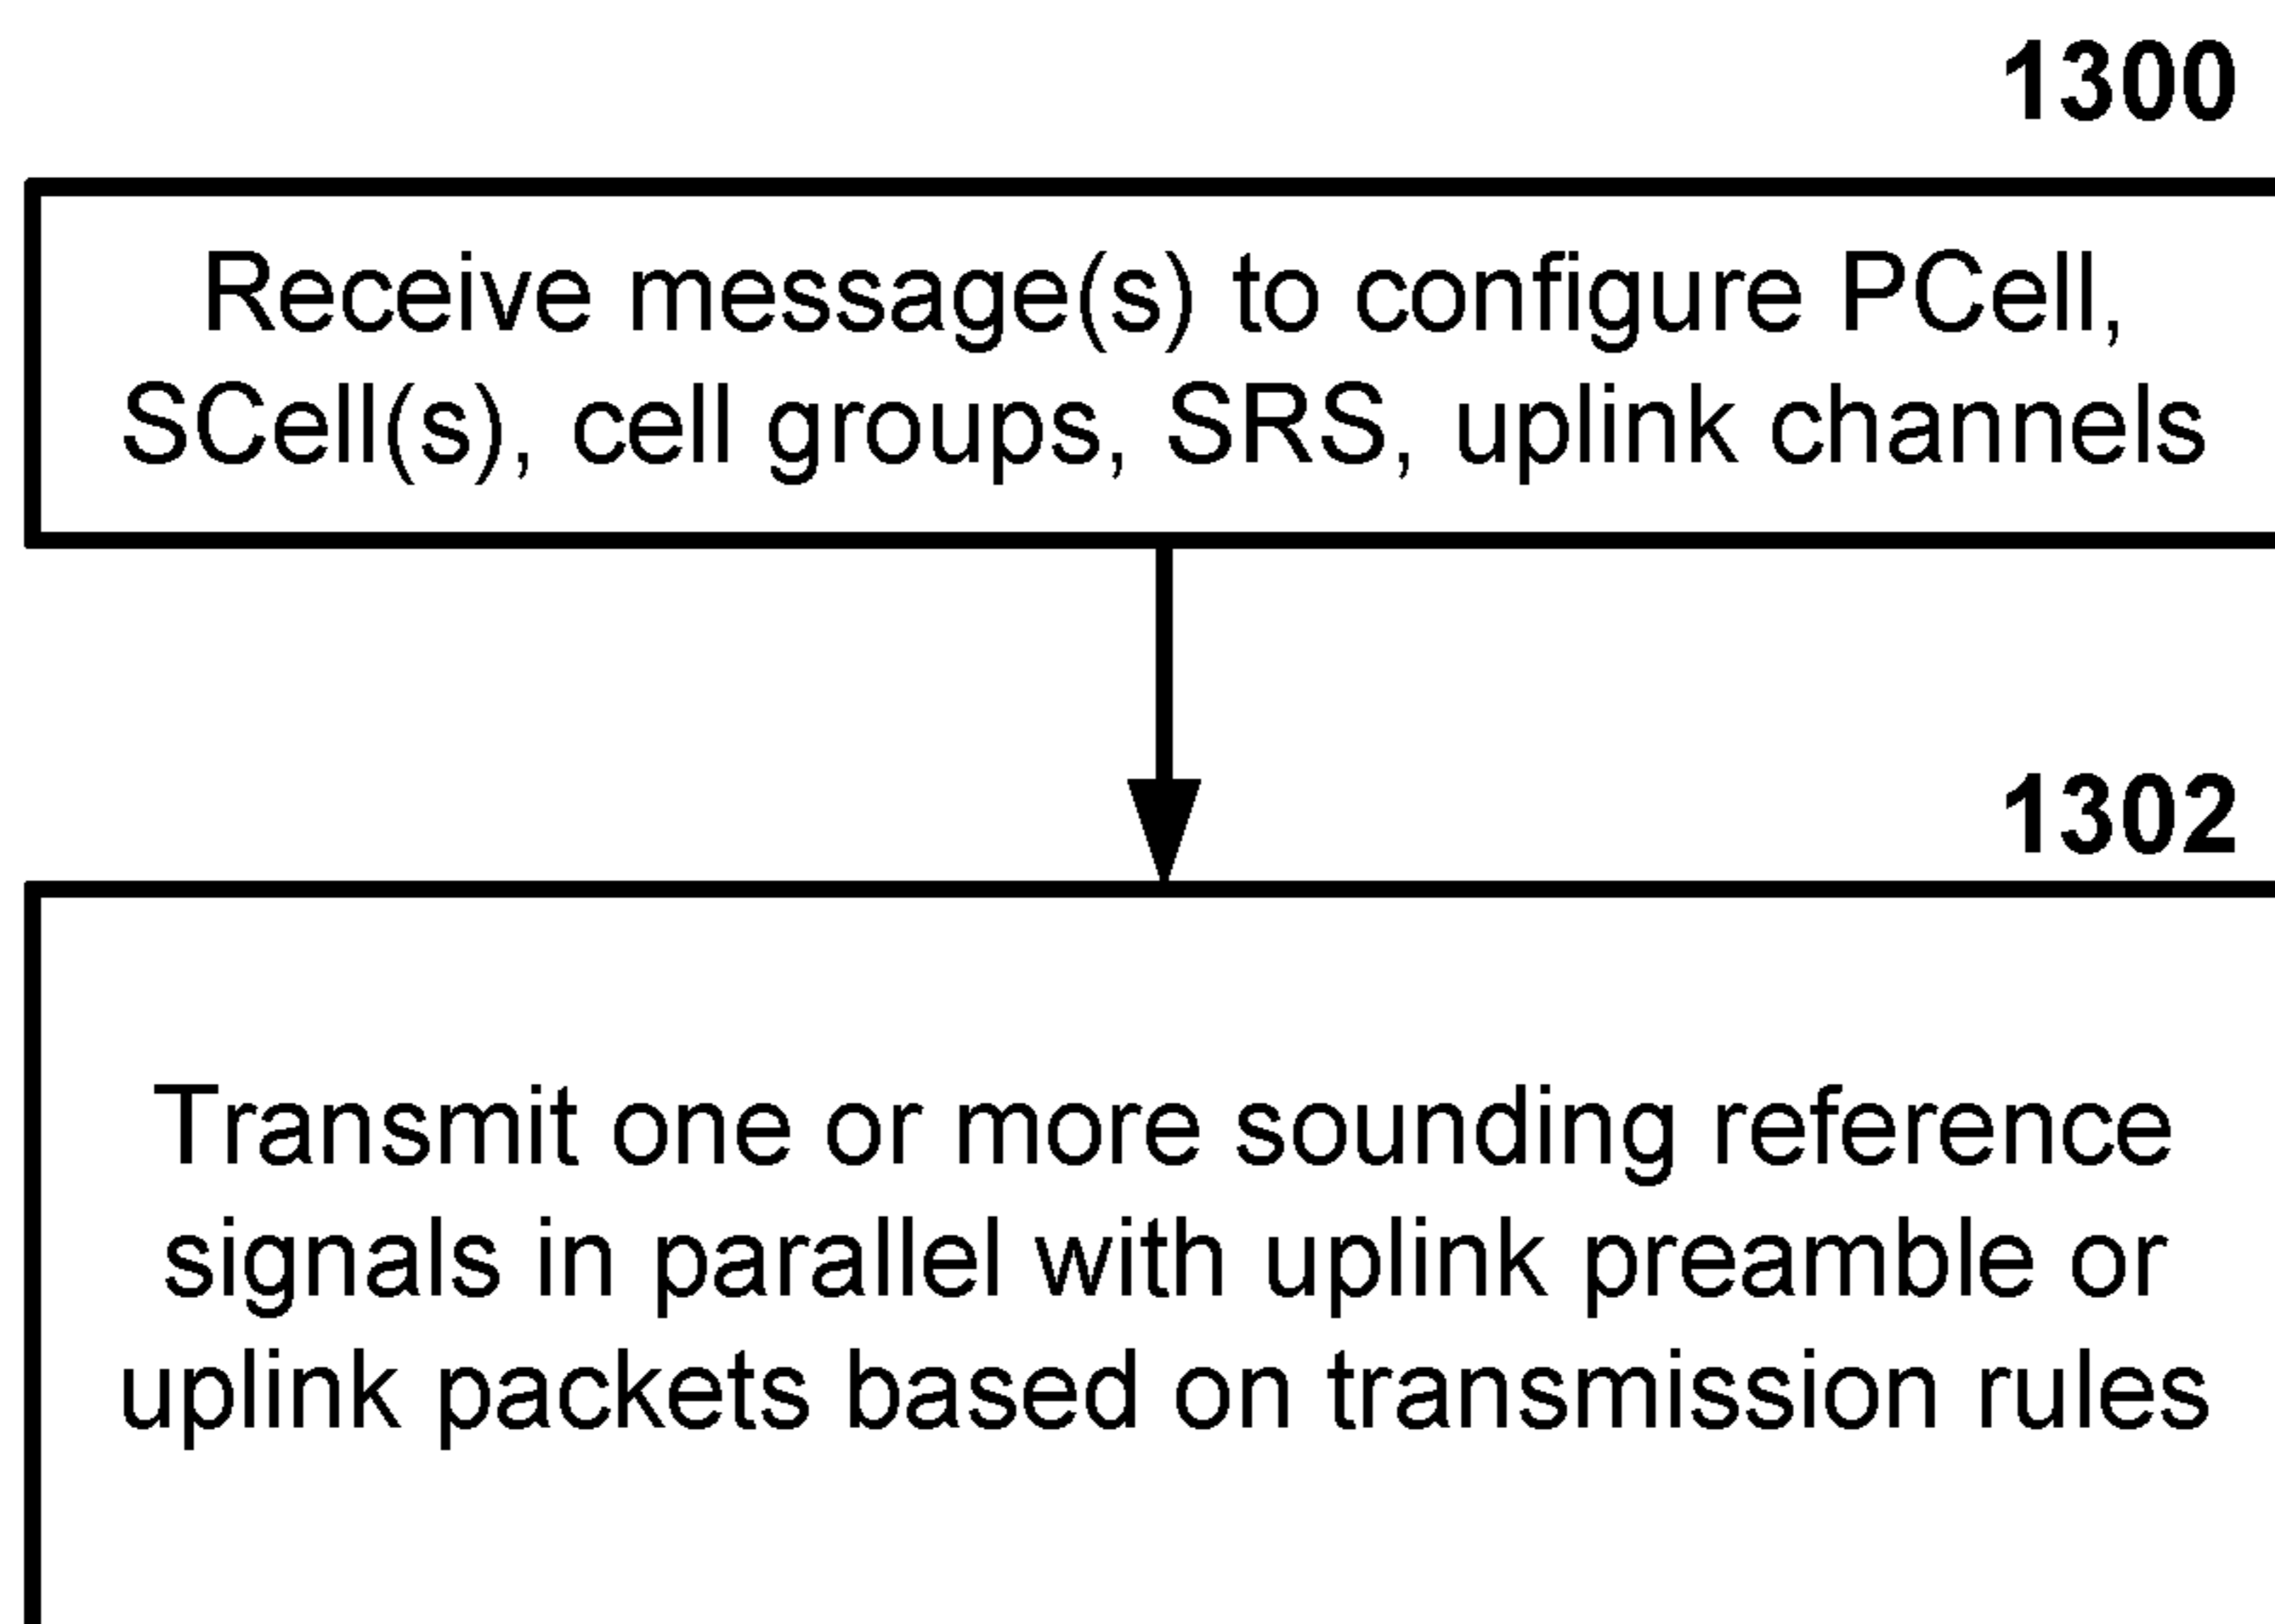 1300
Receive message(s) to configure PCell,
SCell(s), cell groups, SRS, uplink channels
1302
Transmit one or more sounding reference
signals in parallel with uplink preamble or
uplink packets based on transmission rules